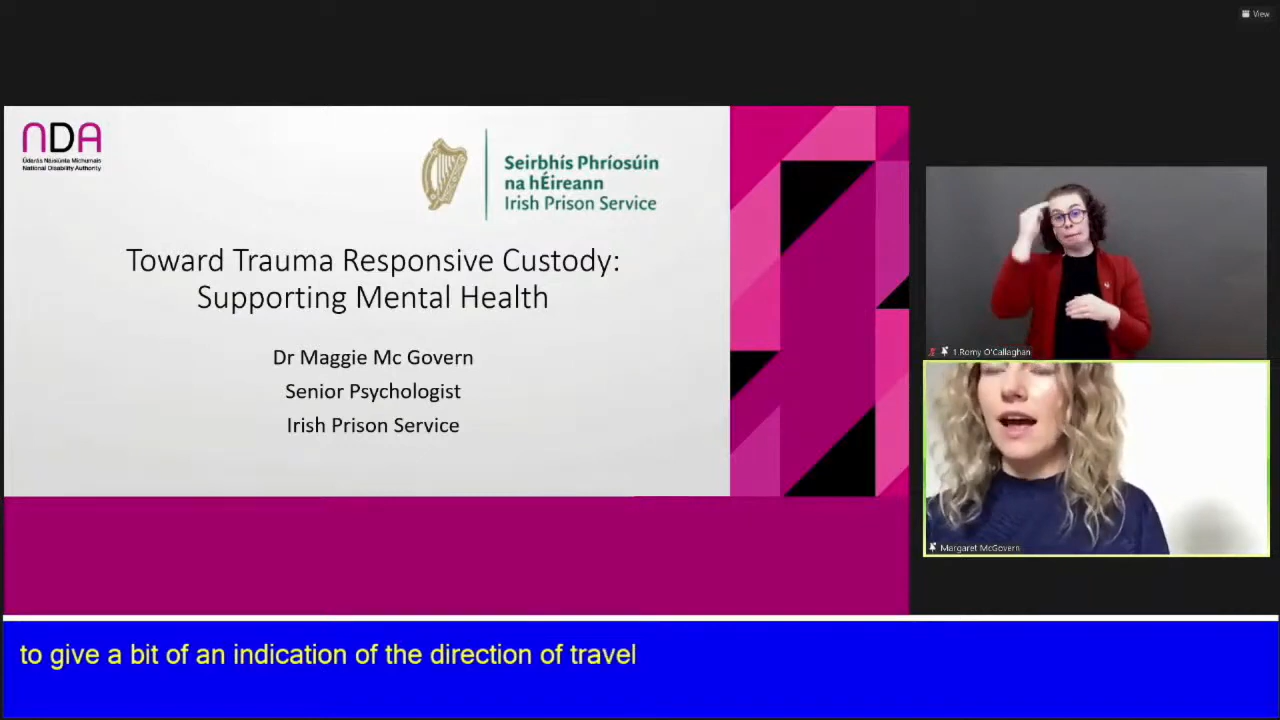 View
NDA
Údarás Náisiúnta Míchumais
National Disability Authority
Seirbhís Phríosúin
na hÉireann
Irish Prison Service
Toward Trauma Responsive Custody:
Supporting Mental Health
Dr Maggie Mc Govern
Senior Psychologist
Irish Prison Service
1 Romy O'Callaghan
Margaret McGovern
to give a bit of an indication of the direction of travel